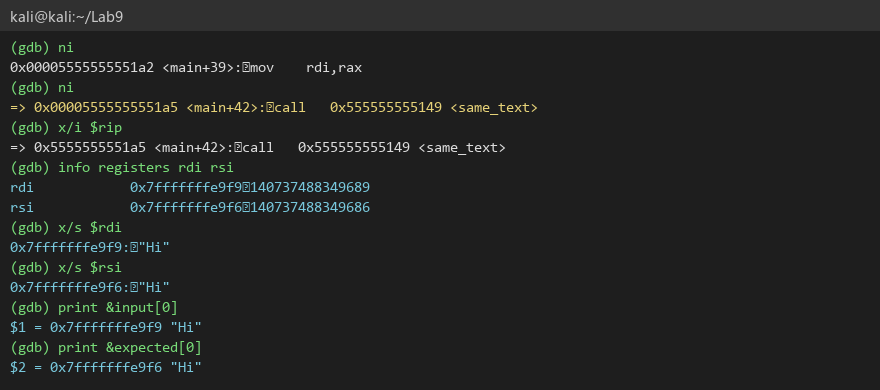 kali@kali:~/Lab9
(gdb) ni
0x00005555555551a2 <main+39>: mov    rdi,rax
(gdb) ni
=> 0x00005555555551a5 <main+42>: call   0x555555555149 <same_text>
(gdb) x/i $rip
=> 0x5555555551a5 <main+42>: call   0x555555555149 <same_text>
(gdb) info registers rdi rsi
rdi            0x7fffffffe9f9 140737488349689
rsi            0x7fffffffe9f6 140737488349686
(gdb) x/s $rdi
0x7fffffffe9f9: "Hi"
(gdb) x/s $rsi
0x7fffffffe9f6: "Hi"
(gdb) print &input[0]
$1 = 0x7fffffffe9f9 "Hi"
(gdb) print &expected[0]
$2 = 0x7fffffffe9f6 "Hi"